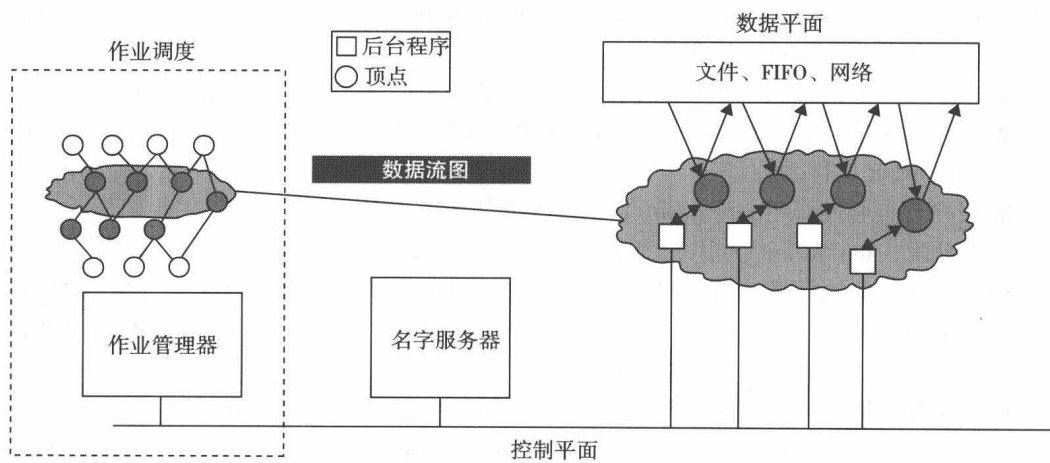 作业调度
后台程序
顶点
数据平面
文件、FIFO、网络
数据流图
作业管理器
名字服务器
控制平面